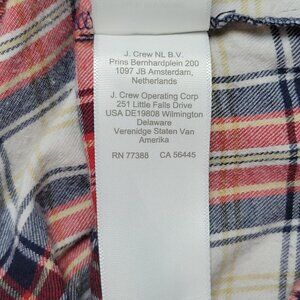 J. Crew NL B.V.
Prins Bernhardplein 200
1097 JB Amsterdam,
Netherlands
J. Crew Operating Corp
251 Little Falls Drive
USA DE19808 Wilmington
Delaware
Verenidge Staten Van
Amerika
RN 77388 CA 56445